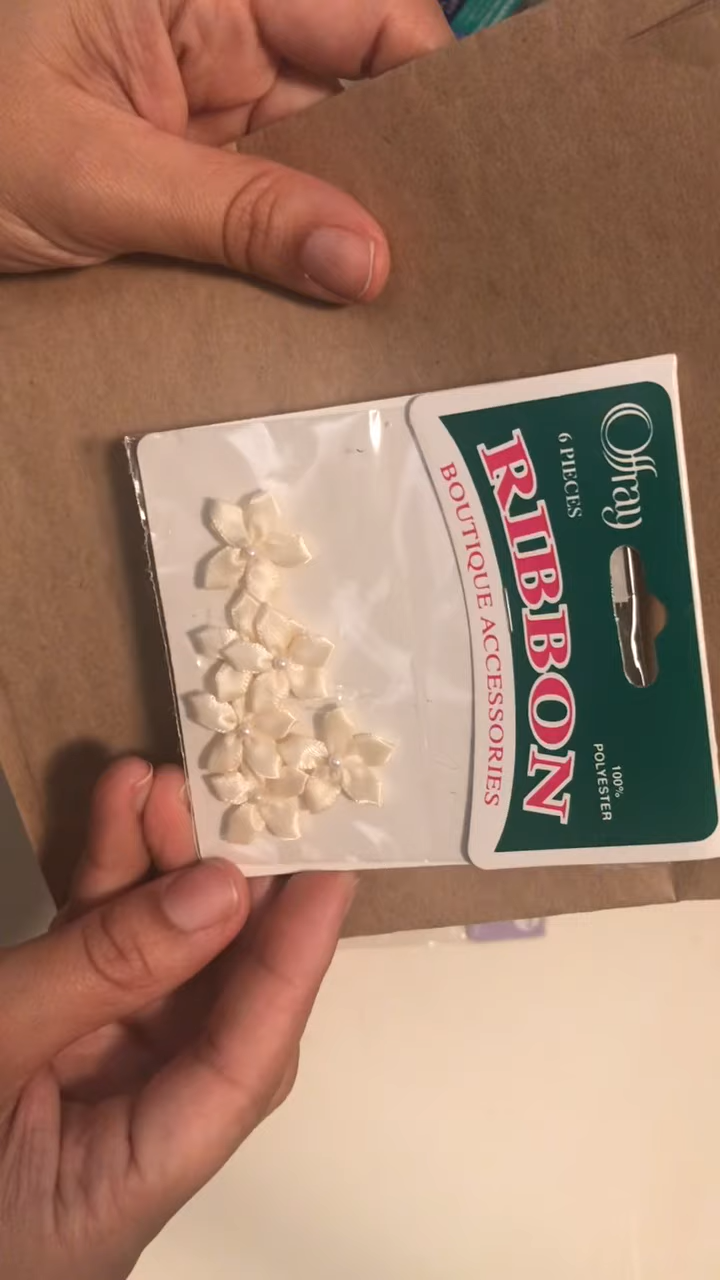 Offray
6 PIECES
100%
POLYESTER
RIBBON
BOUTIQUE ACCESSORIES